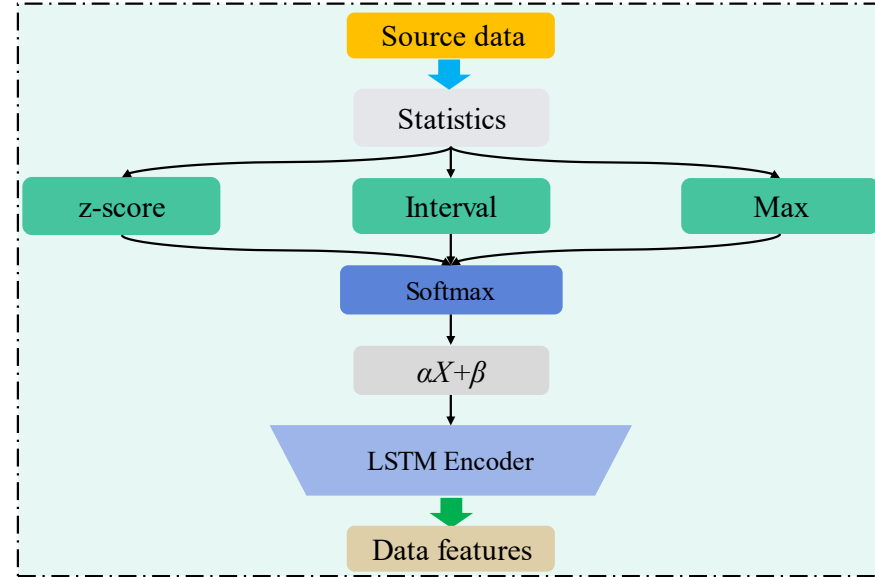 Source data
Statistics
z-score
Interval
Max
Softmax
αX+β
LSTM Encoder
Data features